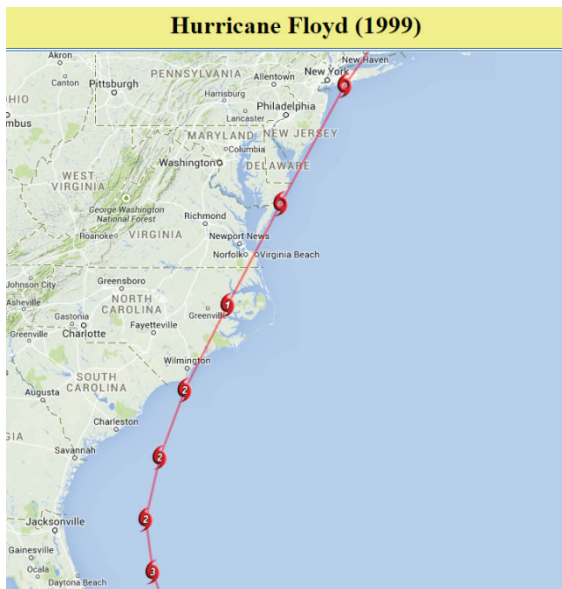 Hurricane Floyd (1999)
New Haven
Akron
Canton
Pittsburgh
PENNSYLVANIA
Allentown
New York
Harrisburg
OHIO
mbus
Lancaster
Philadelphia
MARYLAND
NEW JERSEY
Columbia
Washington
DELAWARE
WEST
VIRGINIA
George Washington
National Forest
Richmond
Roanoke
VIRGINIA
Newport News
Norfolk
Virginia Beach
Johnson City
Greensboro
Asheville
NORTH
CAROLINA
1
Greenville
Gastonia
Charlotte
Fayetteville
Greenville
Wilmington
SOUTH
CAROLINA
2
Augusta
Charleston
GIA
Savannah
2
Jacksonville
2
Gainesville
Ocala
3
Daytona Beach